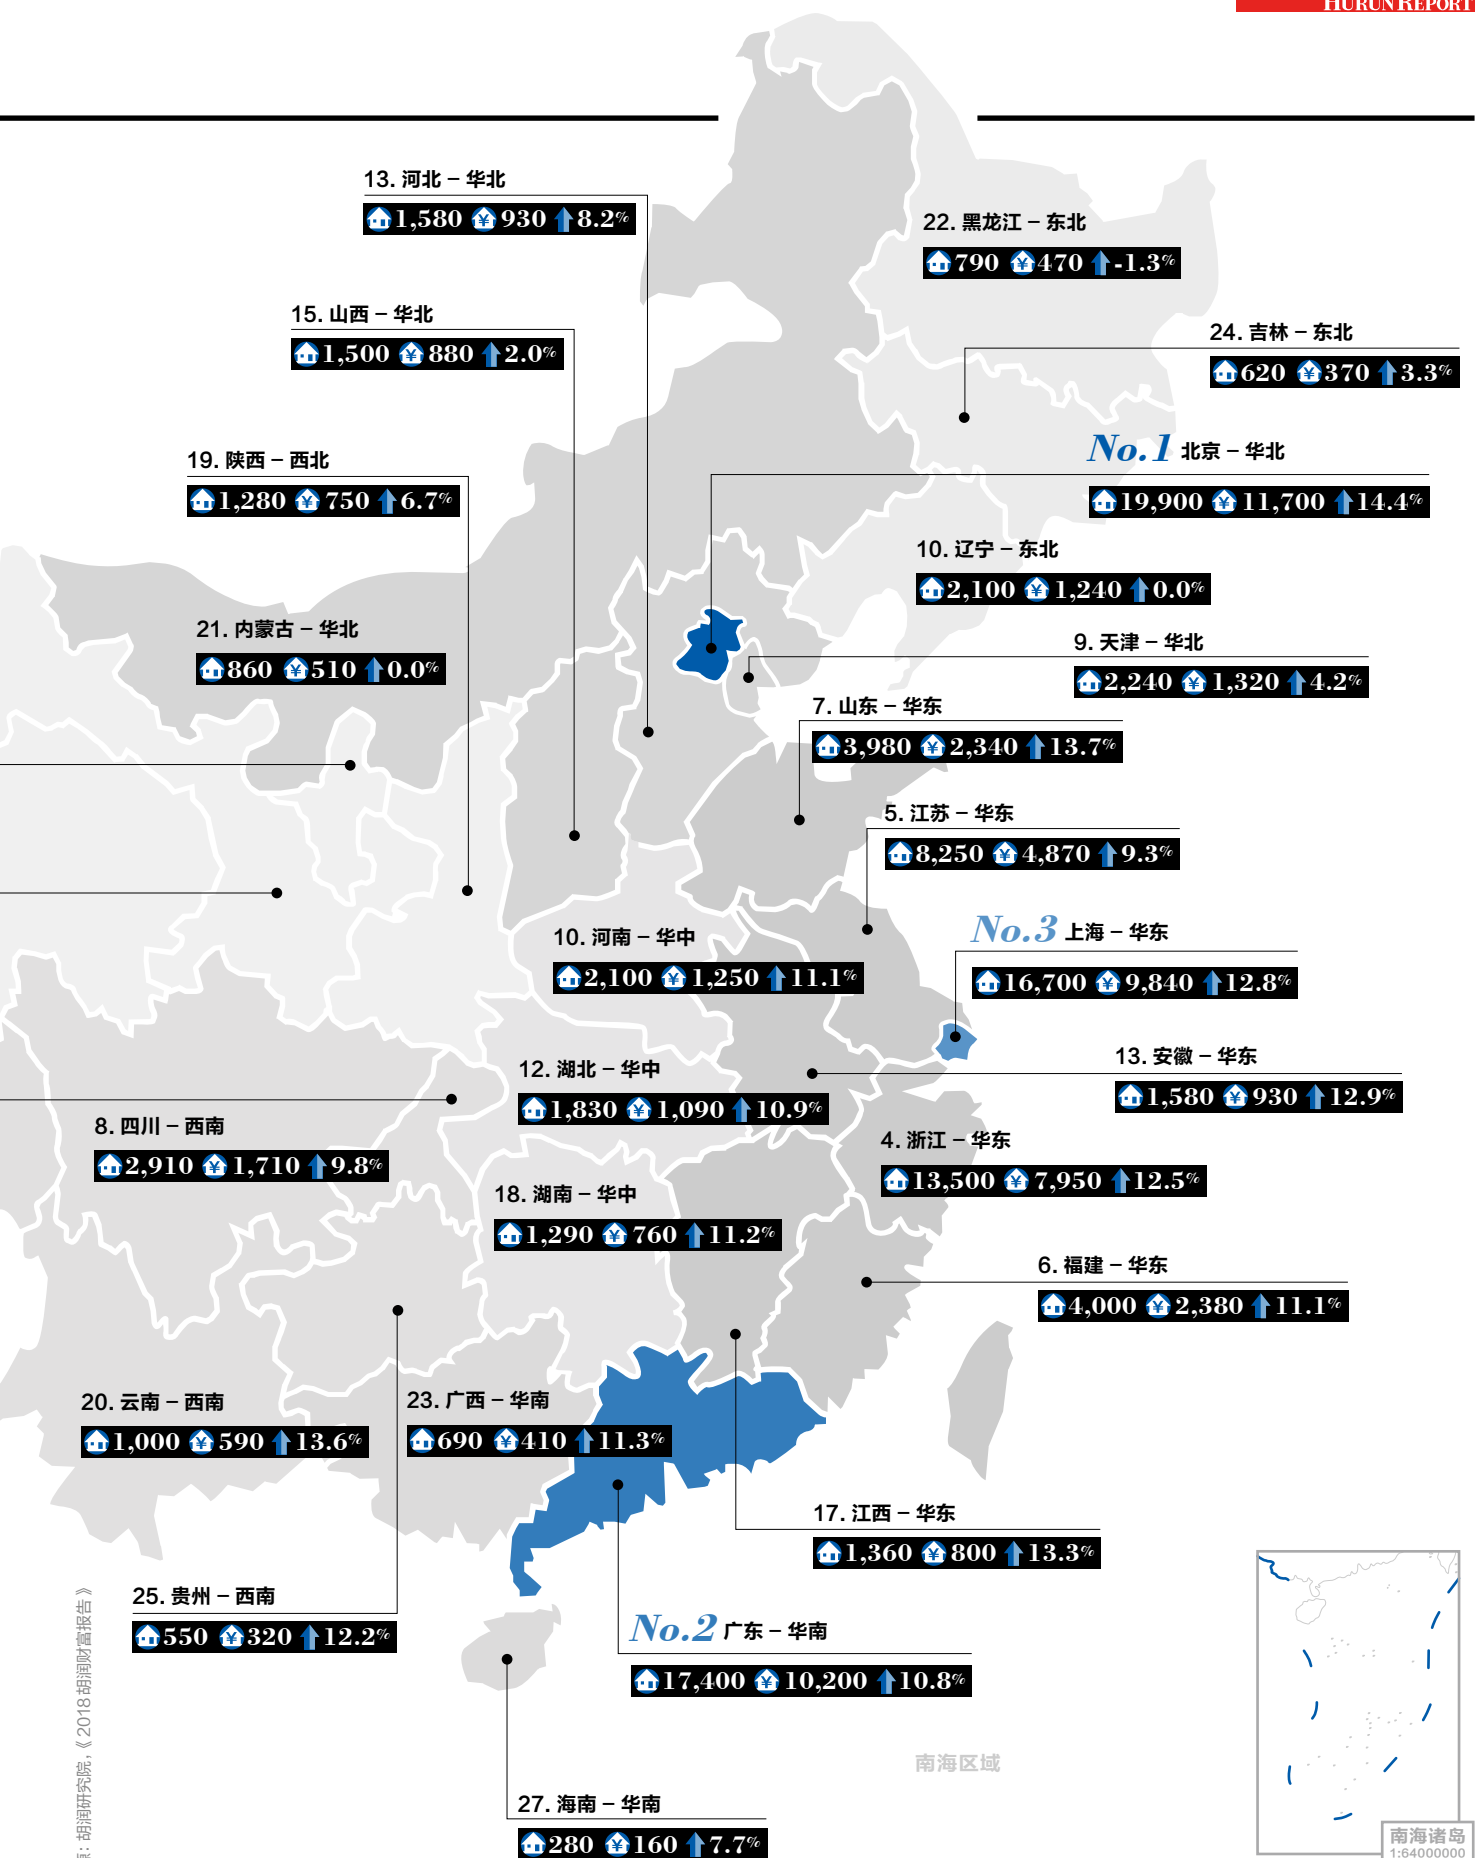 HURUN REPORT
13. 河北 – 华北
1,580 ¥ 930 8.2%
22. 黑龙江 – 东北
790 ¥ 470 -1.3%
15. 山西 – 华北
1,500 ¥ 880 2.0%
24. 吉林 – 东北
620 ¥ 370 3.3%
No.1 北京 – 华北
19,900 ¥ 11,700 14.4%
19. 陕西 – 西北
1,280 ¥ 750 6.7%
10. 辽宁 – 东北
2,100 ¥ 1,240 0.0%
21. 内蒙古 – 华北
860 ¥ 510 0.0%
9. 天津 – 华北
2,240 ¥ 1,320 4.2%
7. 山东 – 华东
3,980 ¥ 2,340 13.7%
5. 江苏 – 华东
8,250 ¥ 4,870 9.3%
10. 河南 – 华中
2,100 ¥ 1,250 11.1%
No.3 上海 – 华东
16,700 ¥ 9,840 12.8%
13. 安徽 – 华东
1,580 ¥ 930 12.9%
12. 湖北 – 华中
1,830 ¥ 1,090 10.9%
8. 四川 – 西南
2,910 ¥ 1,710 9.8%
4. 浙江 – 华东
13,500 ¥ 7,950 12.5%
18. 湖南 – 华中
1,290 ¥ 760 11.2%
6. 福建 – 华东
4,000 ¥ 2,380 11.1%
20. 云南 – 西南
1,000 ¥ 590 13.6%
23. 广西 – 华南
690 ¥ 410 11.3%
17. 江西 – 华东
1,360 ¥ 800 13.3%
25. 贵州 – 西南
550 ¥ 320 12.2%
No.2 广东 – 华南
17,400 ¥ 10,200 10.8%
27. 海南 – 华南
280 ¥ 160 7.7%
南海区域
南海诸岛
1:64000000
: 胡润研究院,《2018胡润财富报告》